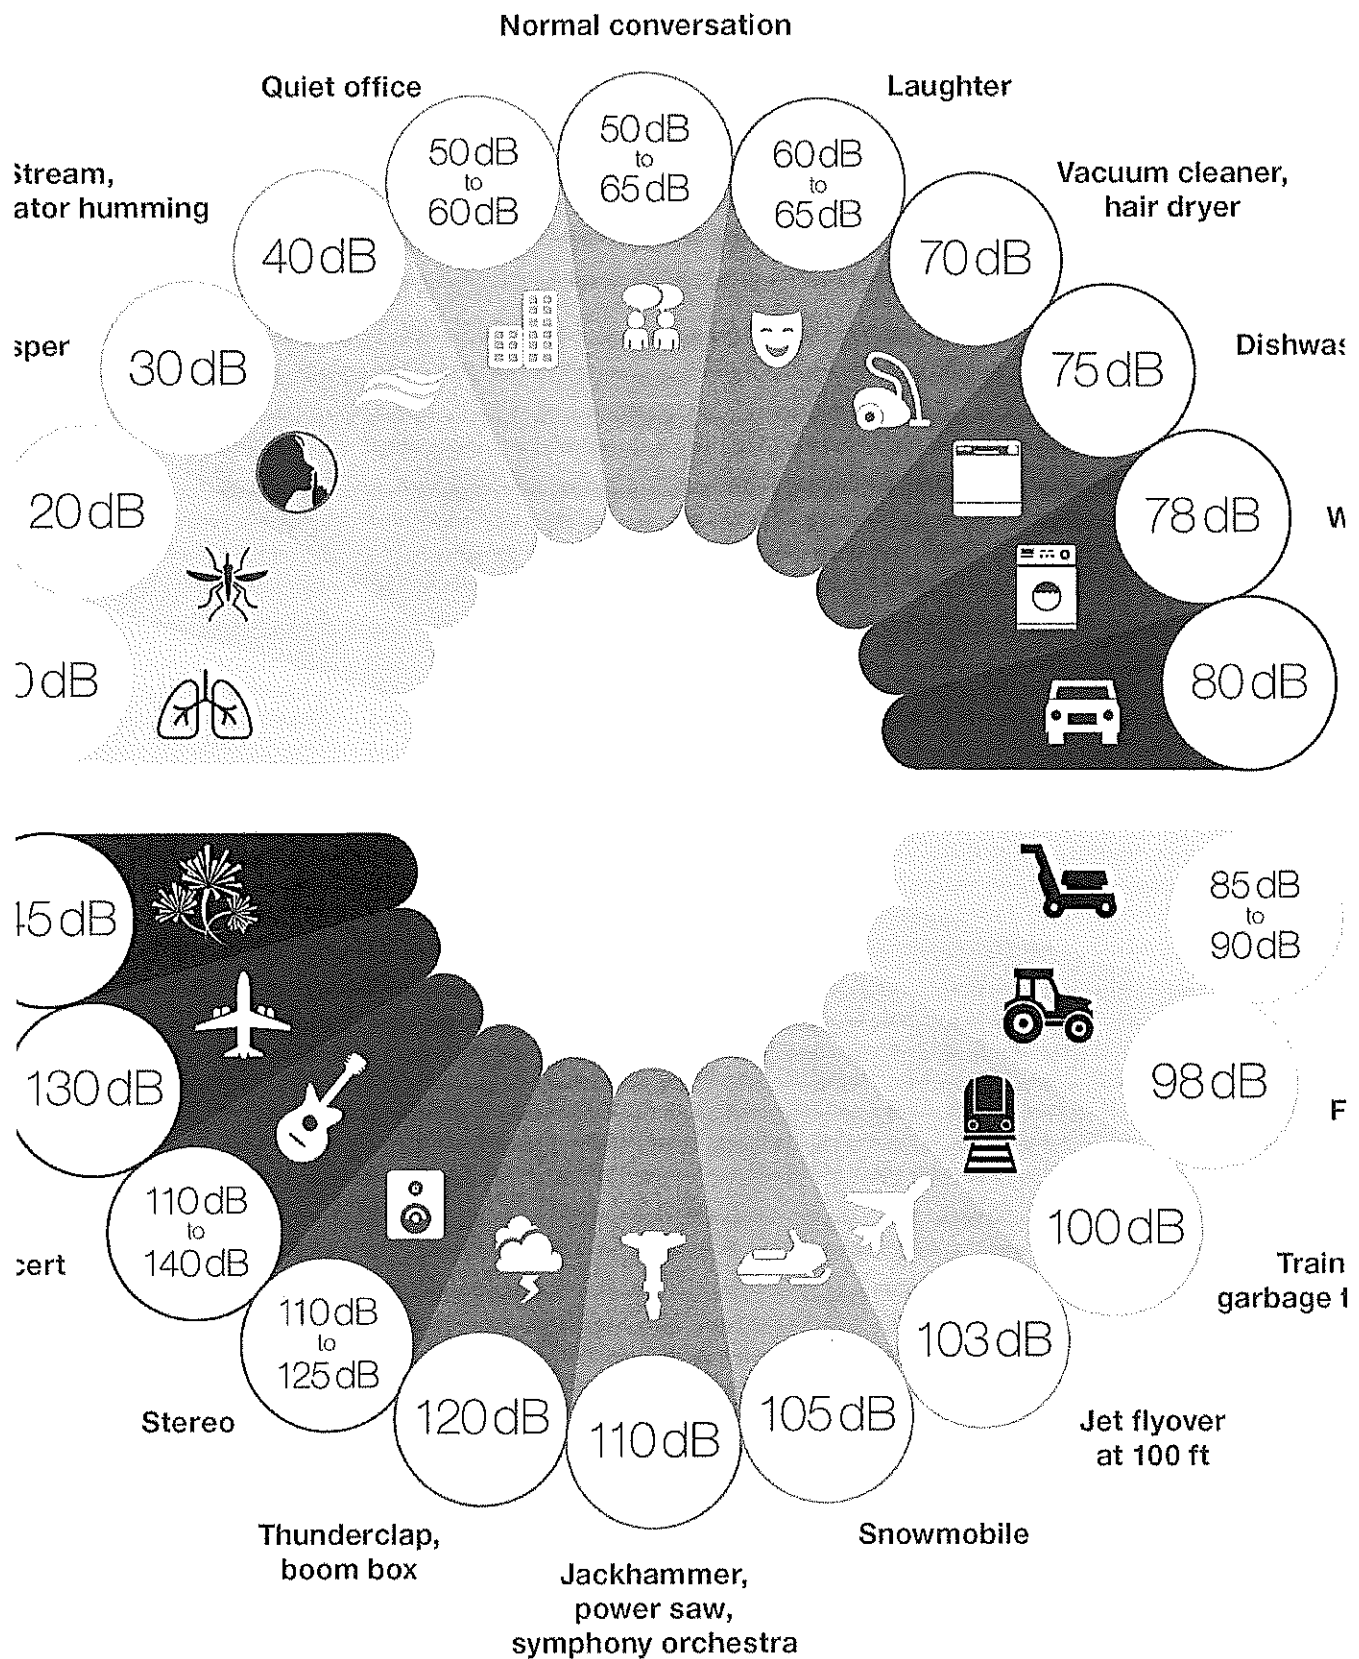 Normal conversation
Quiet office
Laughter
50 dB
to
60 dB
50 dB
to
65 dB
60 dB
to
65 dB
Vacuum cleaner,
hair dryer
ator humming
40 dB
70 dB
30 dB
75 dB
20 dB
78 dB
80 dB
85 dB
to
90 dB
130 dB
98 dB
110 dB
to
140 dB
100 dB
Train
garbage
110 dB
to
125 dB
103 dB
Stereo
120 dB
110 dB
105 dB
Jet flyover
at 100 ft
Thunderclap,
boom box
Snowmobile
Jackhammer,
power saw,
symphony orchestra